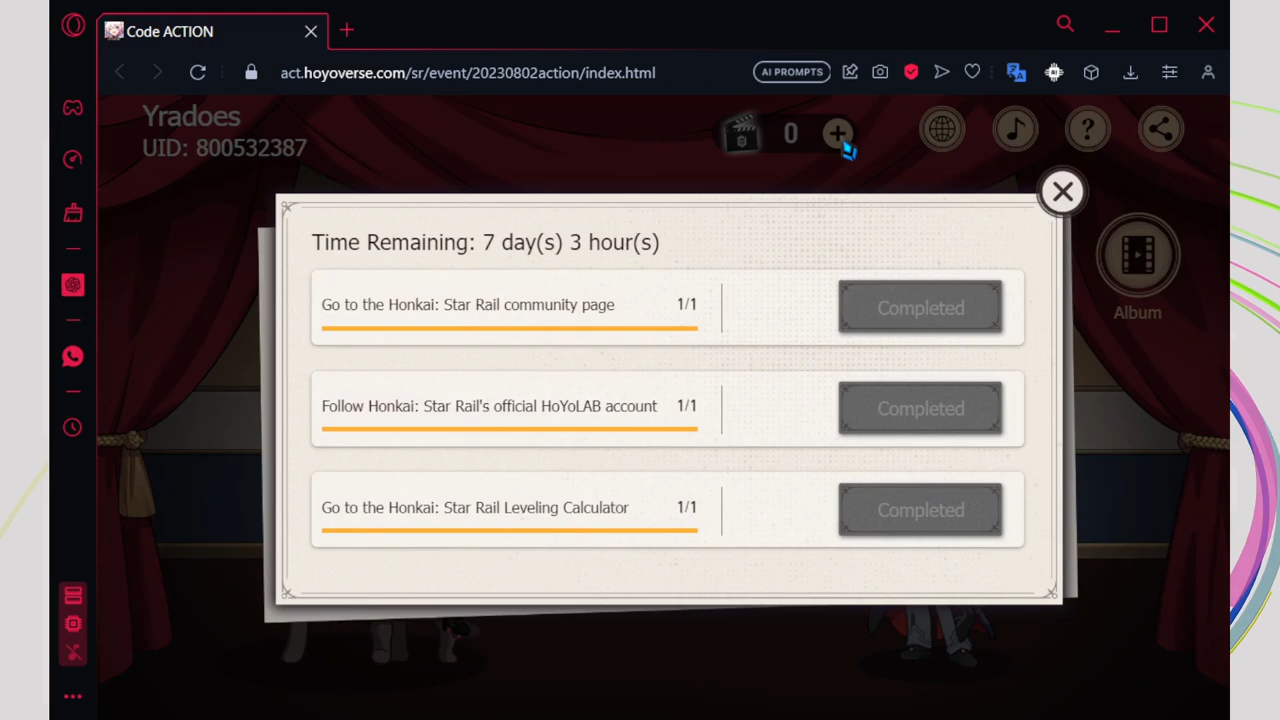 Code ACTION
act.hoyoverse.com/sr/event/20230802action/index.html
AI PROMPTS
Yradoes
UID: 800532387
0
Time Remaining: 7 day(s) 3 hour(s)
Go to the Honkai: Star Rail community page 1/1 Completed
Follow Honkai: Star Rail's official HoYoLAB account 1/1 Completed
Go to the Honkai: Star Rail Leveling Calculator 1/1 Completed
Album